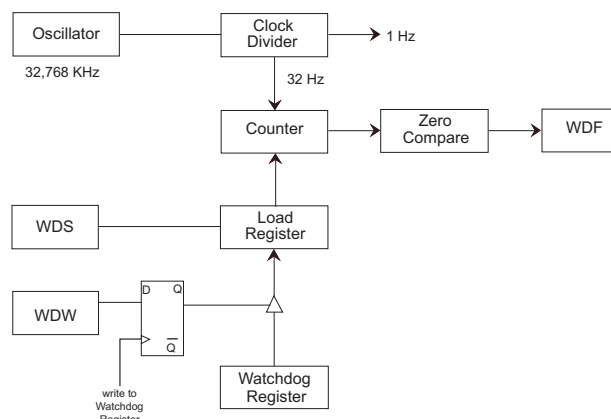 Oscillator
32,768 KHz
Clock
Divider
1 Hz
32 Hz
Counter
Zero
Compare
WDF
WDS
Load
Register
WDW
D
Q
Q
write to
Watchdog
Register
Watchdog
Register